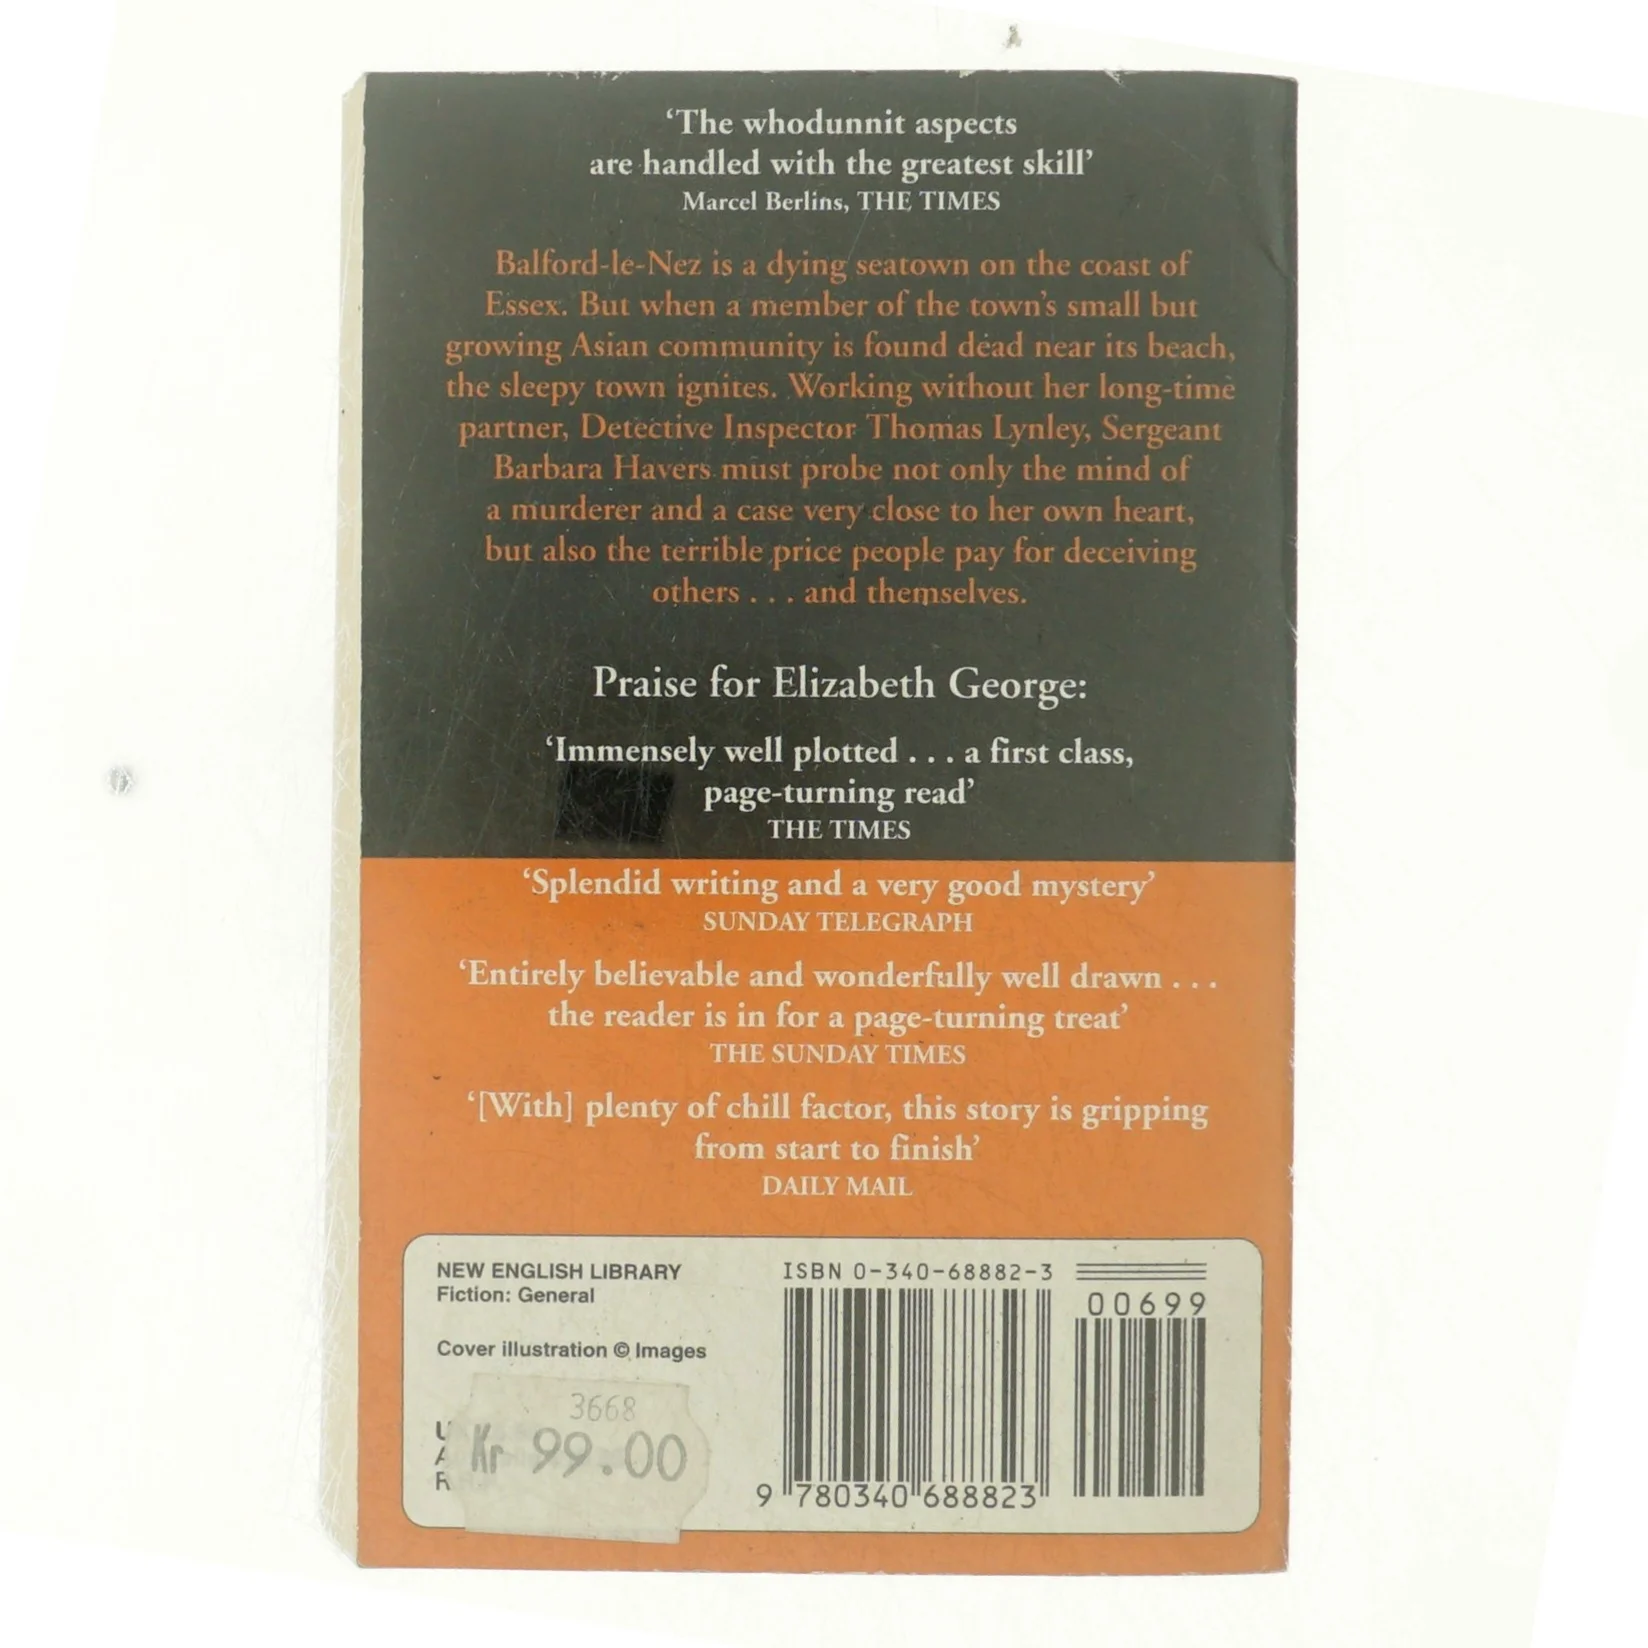 ‘The whodunnit aspects
are handled with the greatest skill’
Marcel Berlins, THE TIMES
Balford-le-Nez is a dying seatown on the coast of
Essex. But when a member of the town’s small but
growing Asian community is found dead near its beach,
the sleepy town ignites. Working without her long-time
partner, Detective Inspector Thomas Lynley, Sergeant
Barbara Havers must probe not only the mind of
a murderer and a case very close to her own heart,
but also the terrible price people pay for deceiving
others . . . and themselves.
Praise for Elizabeth George:
‘Immensely well plotted . . . a first class,
page-turning read’
THE TIMES
‘Splendid writing and a very good mystery’
SUNDAY TELEGRAPH
‘Entirely believable and wonderfully well drawn . . .
the reader is in for a page-turning treat’
THE SUNDAY TIMES
‘[With] plenty of chill factor, this story is gripping
from start to finish’
DAILY MAIL
NEW ENGLISH LIBRARY
Fiction: General
Cover illustration © Images
3668
Kr 99.00
ISBN 0-340-68882-3
00699
9 780340 688823